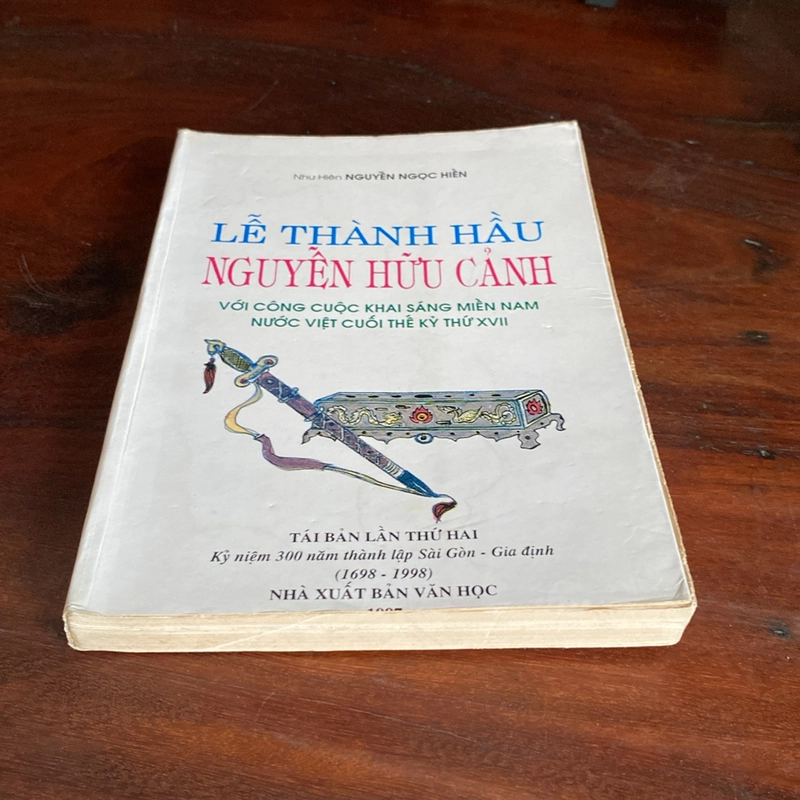 Như Hiên NGUYỄN NGỌC HIỀN
LỄ THÀNH HẦU
NGUYỄN HỮU CẢNH
VỚI CÔNG CUỘC KHAI SÁNG MIỀN NAM
NƯỚC VIỆT CUỐI THẾ KỶ THỨ XVII
TÁI BẢN LẦN THỨ HAI
Kỷ niệm 300 năm thành lập Sài Gòn - Gia định
(1698 - 1998)
NHÀ XUẤT BẢN VĂN HỌC